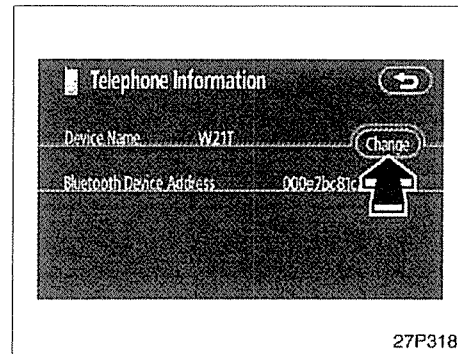 Telephone Information
Device Name W21T Change
Bluetooth Device Address 000e7bc81c
27P318